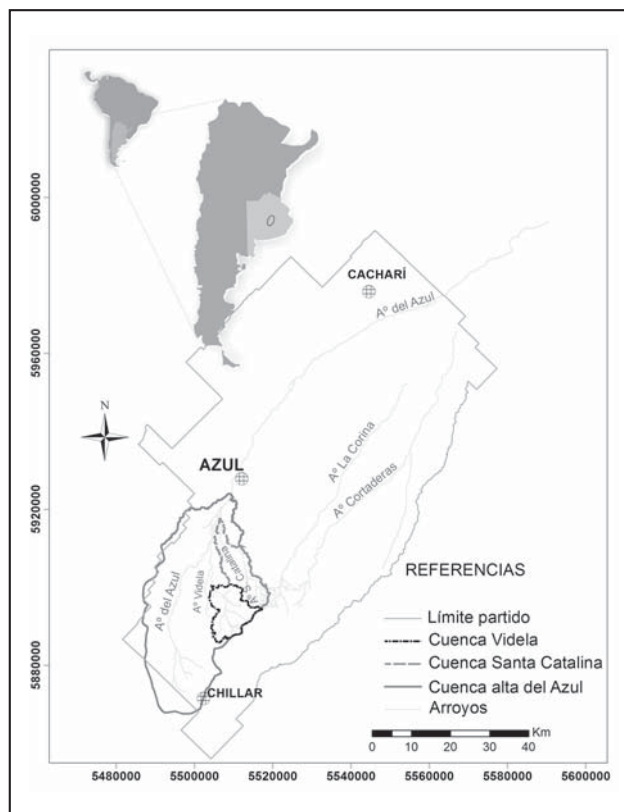 6000000
5960000
5920000
5880000
N
CACHARÍ
Aº del Azul
AZUL
Aº La Corina
Aº Cortaderas
Aº del Azul
Aº Videla
Aº S. Catalina
CHILLAR
REFERENCIAS
Límite partido
Cuenca Videla
Cuenca Santa Catalina
Cuenca alta del Azul
Arroyos
Km
0 5 10 20 30 40
5480000 5500000 5520000 5540000 5560000 5580000 5600000